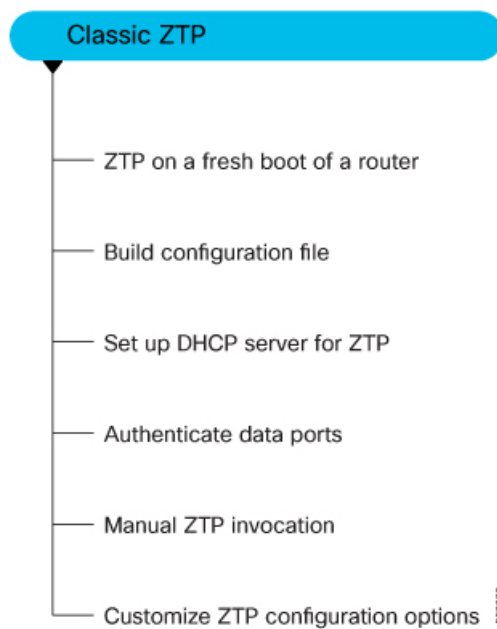 Classic ZTP
ZTP on a fresh boot of a router
Build configuration file
Set up DHCP server for ZTP
Authenticate data ports
Manual ZTP invocation
Customize ZTP configuration options